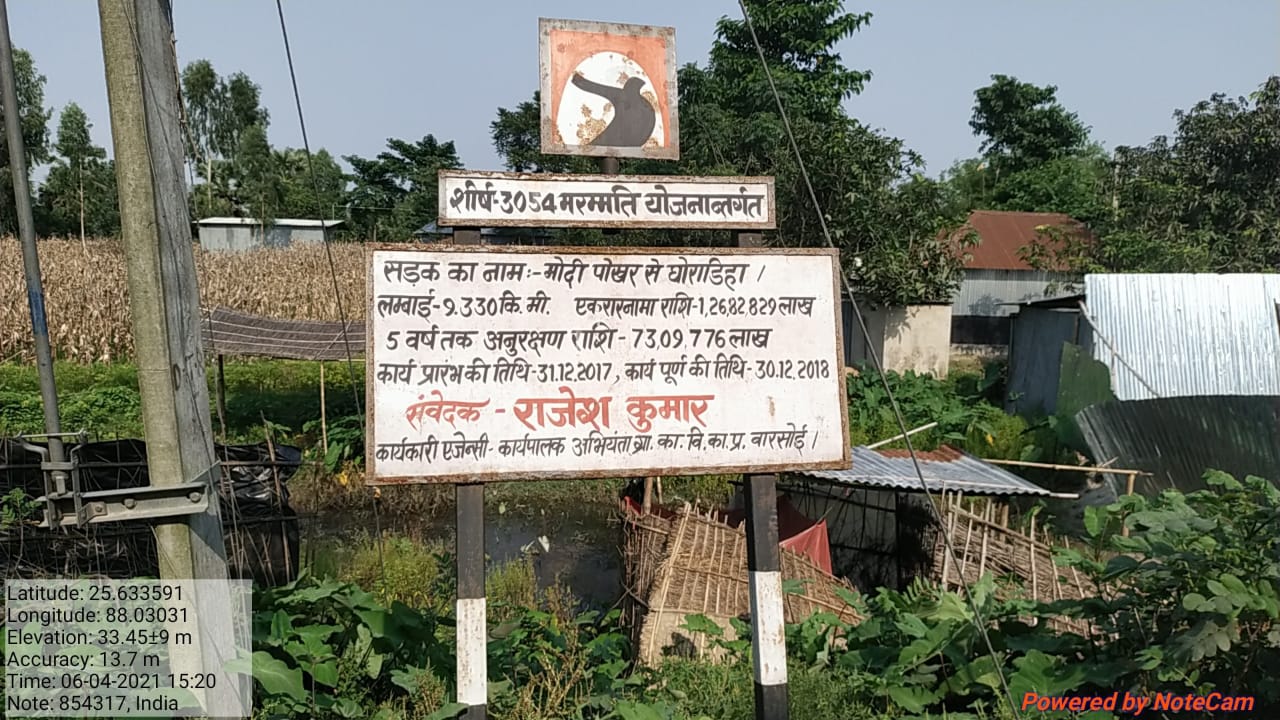 शीर्ष-3054 मरम्मति योजनान्तर्गत
सड़क का नाम:- मोदी पोखर से घोराडिहा ।
लम्बाई-9.330 कि.मी. एकरारनामा राशि-1,26,82,829 लाख
5 वर्ष तक अनुरक्षण राशि - 73,09,776 लाख
कार्य प्रारंभ की तिथि-31.12.2017, कार्य पूर्ण की तिथि-30.12.2018
संवेदक - राजेश कुमार
कार्यकारी एजेन्सी- कार्यपालक अभियंता ग्रा. का. वि. का. प्र. वारसोई ।
Latitude: 25.633591
Longitude: 88.03031
Elevation: 33.45±9 m
Accuracy: 13.7 m
Time: 06-04-2021 15:20
Note: 854317, India
Powered by NoteCam